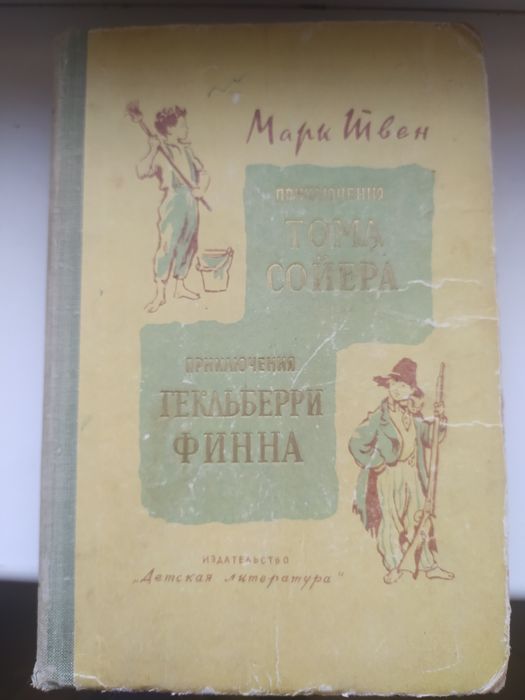 Марк Твен
ПРИКЛЮЧЕНИЯ
ТОМА
СОЙЕРА
ПРИКЛЮЧЕНИЯ
ГЕКЛЬБЕРРИ
ФИННА
ИЗДАТЕЛЬСТВО
„Детская литература"